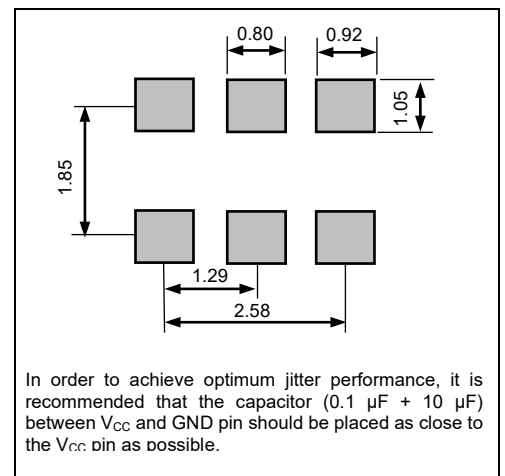 0.80
0.92
1.05
1.85
1.29
2.58
In order to achieve optimum jitter performance, it is
recommended that the capacitor (0.1 µF + 10 µF)
between VCC and GND pin should be placed as close to
the VCC pin as possible.